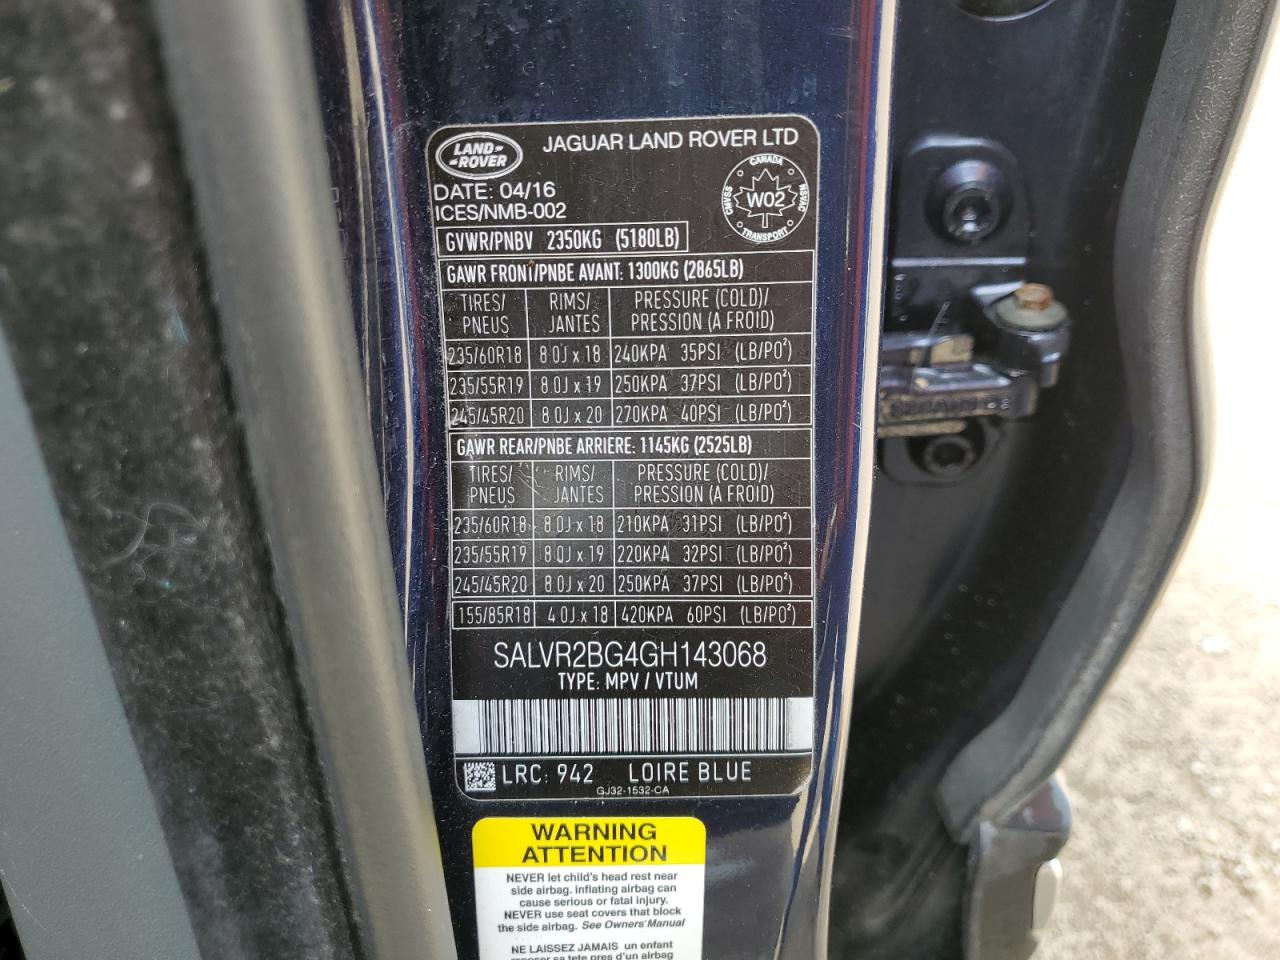 LAND-
-ROVER
JAGUAR LAND ROVER LTD
DATE: 04/16
ICES/NMB-002
CANADA
CMVSS
W02
NSVAC
TRANSPORT
GVWR/PNBV 2350KG (5180LB)
GAWR FRONT/PNBE AVANT: 1300KG (2865LB)
TIRES/ RIMS/ PRESSURE (COLD)/
PNEUS JANTES PRESSION (A FROID)
235/60R18 8.0J x 18 240KPA 35PSI (LB/PO²)
235/55R19 8.0J x 19 250KPA 37PSI (LB/PO²)
245/45R20 8.0J x 20 270KPA 40PSI (LB/PO²)
GAWR REAR/PNBE ARRIERE: 1145KG (2525LB)
TIRES/ RIMS/ PRESSURE (COLD)/
PNEUS JANTES PRESSION (A FROID)
235/60R18 8.0J x 18 210KPA 31PSI (LB/PO²)
235/55R19 8.0J x 19 220KPA 32PSI (LB/PO²)
245/45R20 8.0J x 20 250KPA 37PSI (LB/PO²)
155/85R18 4.0J x 18 420KPA 60PSI (LB/PO²)
SALVR2BG4GH143068
TYPE: MPV / VTUM
LRC: 942 LOIRE BLUE
GJ32-1532-CA
WARNING
ATTENTION
NEVER let child's head rest near
side airbag. inflating airbag can
cause serious or fatal injury.
NEVER use seat covers that block
the side airbag. See Owners' Manual
NE LAISSEZ JAMAIS un enfant
reposer sa tete pres d'un airbag